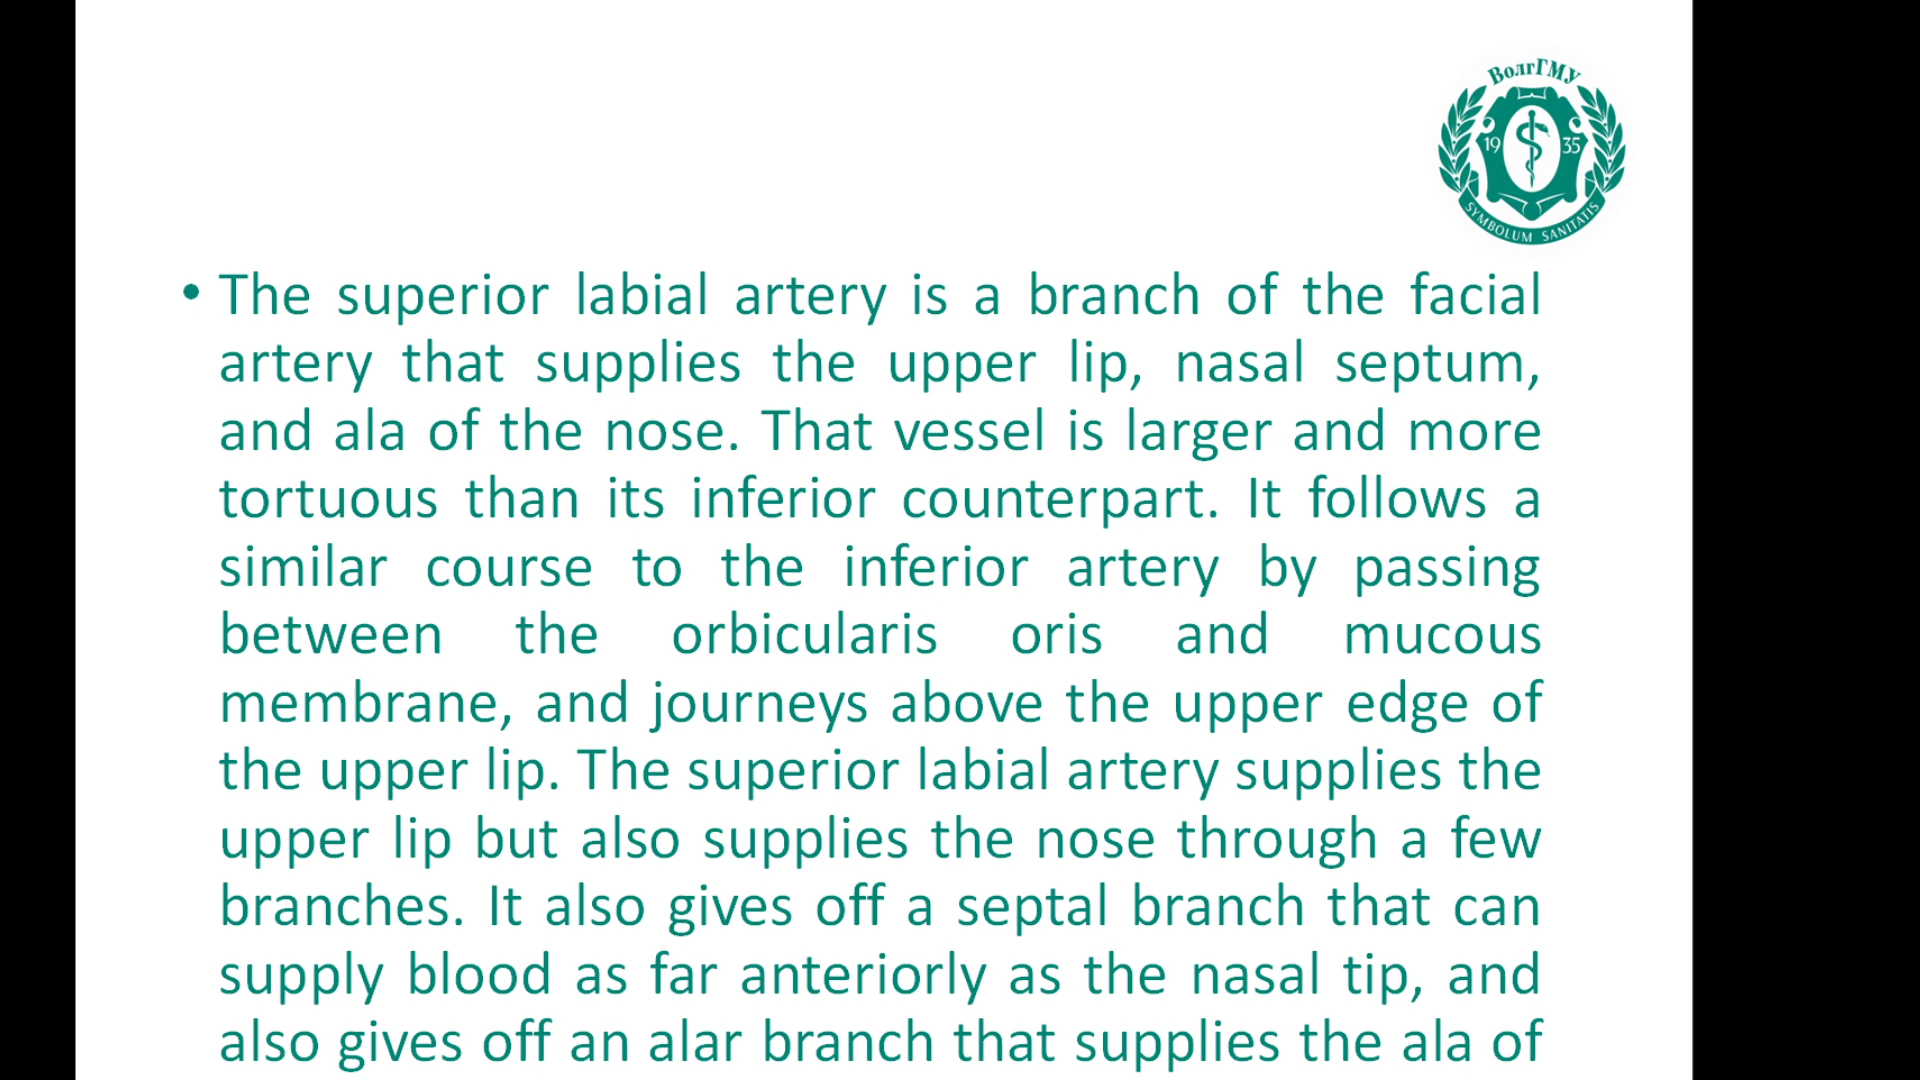 ВолгГМУ
19 35
SYMBOLUM SANITATIS
• The superior labial artery is a branch of the facial
artery that supplies the upper lip, nasal septum,
and ala of the nose. That vessel is larger and more
tortuous than its inferior counterpart. It follows a
similar course to the inferior artery by passing
between the orbicularis oris and mucous
membrane, and journeys above the upper edge of
the upper lip. The superior labial artery supplies the
upper lip but also supplies the nose through a few
branches. It also gives off a septal branch that can
supply blood as far anteriorly as the nasal tip, and
also gives off an alar branch that supplies the ala of